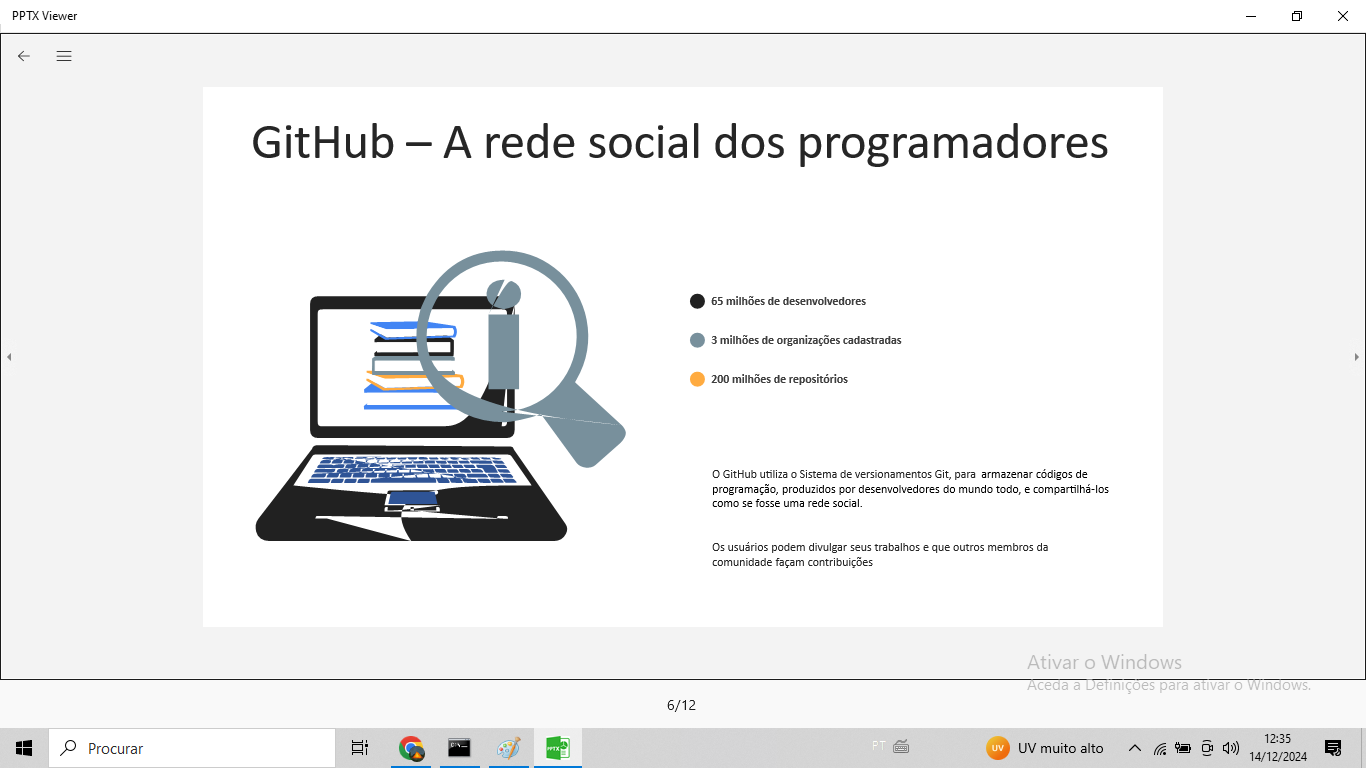 PPTX Viewer
GitHub – A rede social dos programadores
65 milhões de desenvolvedores
3 milhões de organizações cadastradas
200 milhões de repositórios
O GitHub utiliza o Sistema de versionamentos Git, para armazenar códigos de
programação, produzidos por desenvolvedores do mundo todo, e compartilhá-los
como se fosse uma rede social.
Os usuários podem divulgar seus trabalhos e que outros membros da
comunidade façam contribuições
Ativar o Windows
Aceda a Definições para ativar o Windows.
6/12
Procurar
PPTX
PT
UV
UV muito alto
12:35
14/12/2024